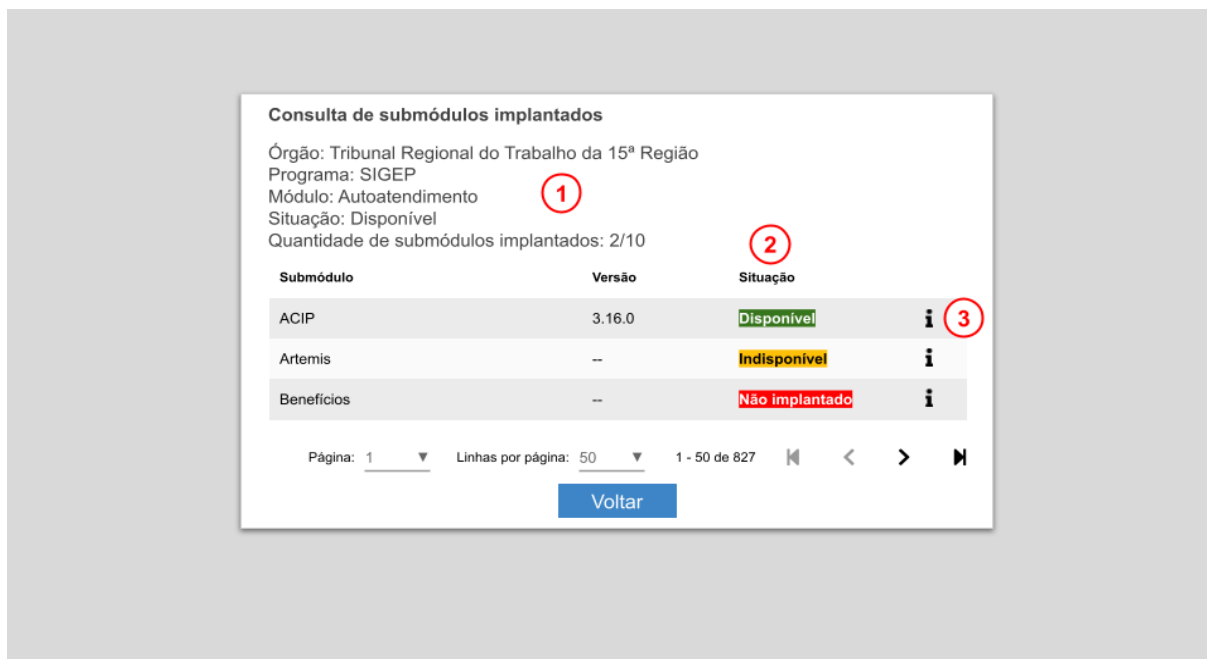 Consulta de submódulos implantados
Órgão: Tribunal Regional do Trabalho da 15ª Região
Programa: SIGEP
Módulo: Autoatendimento
1
Situação: Disponível
Quantidade de submódulos implantados: 2/10
2
Submódulo Versão Situação
ACIP 3.16.0 Disponível i 3
Artemis -- Indisponível i
Benefícios -- Não implantado i
Página: 1 Linhas por página: 50 1 - 50 de 827
Voltar